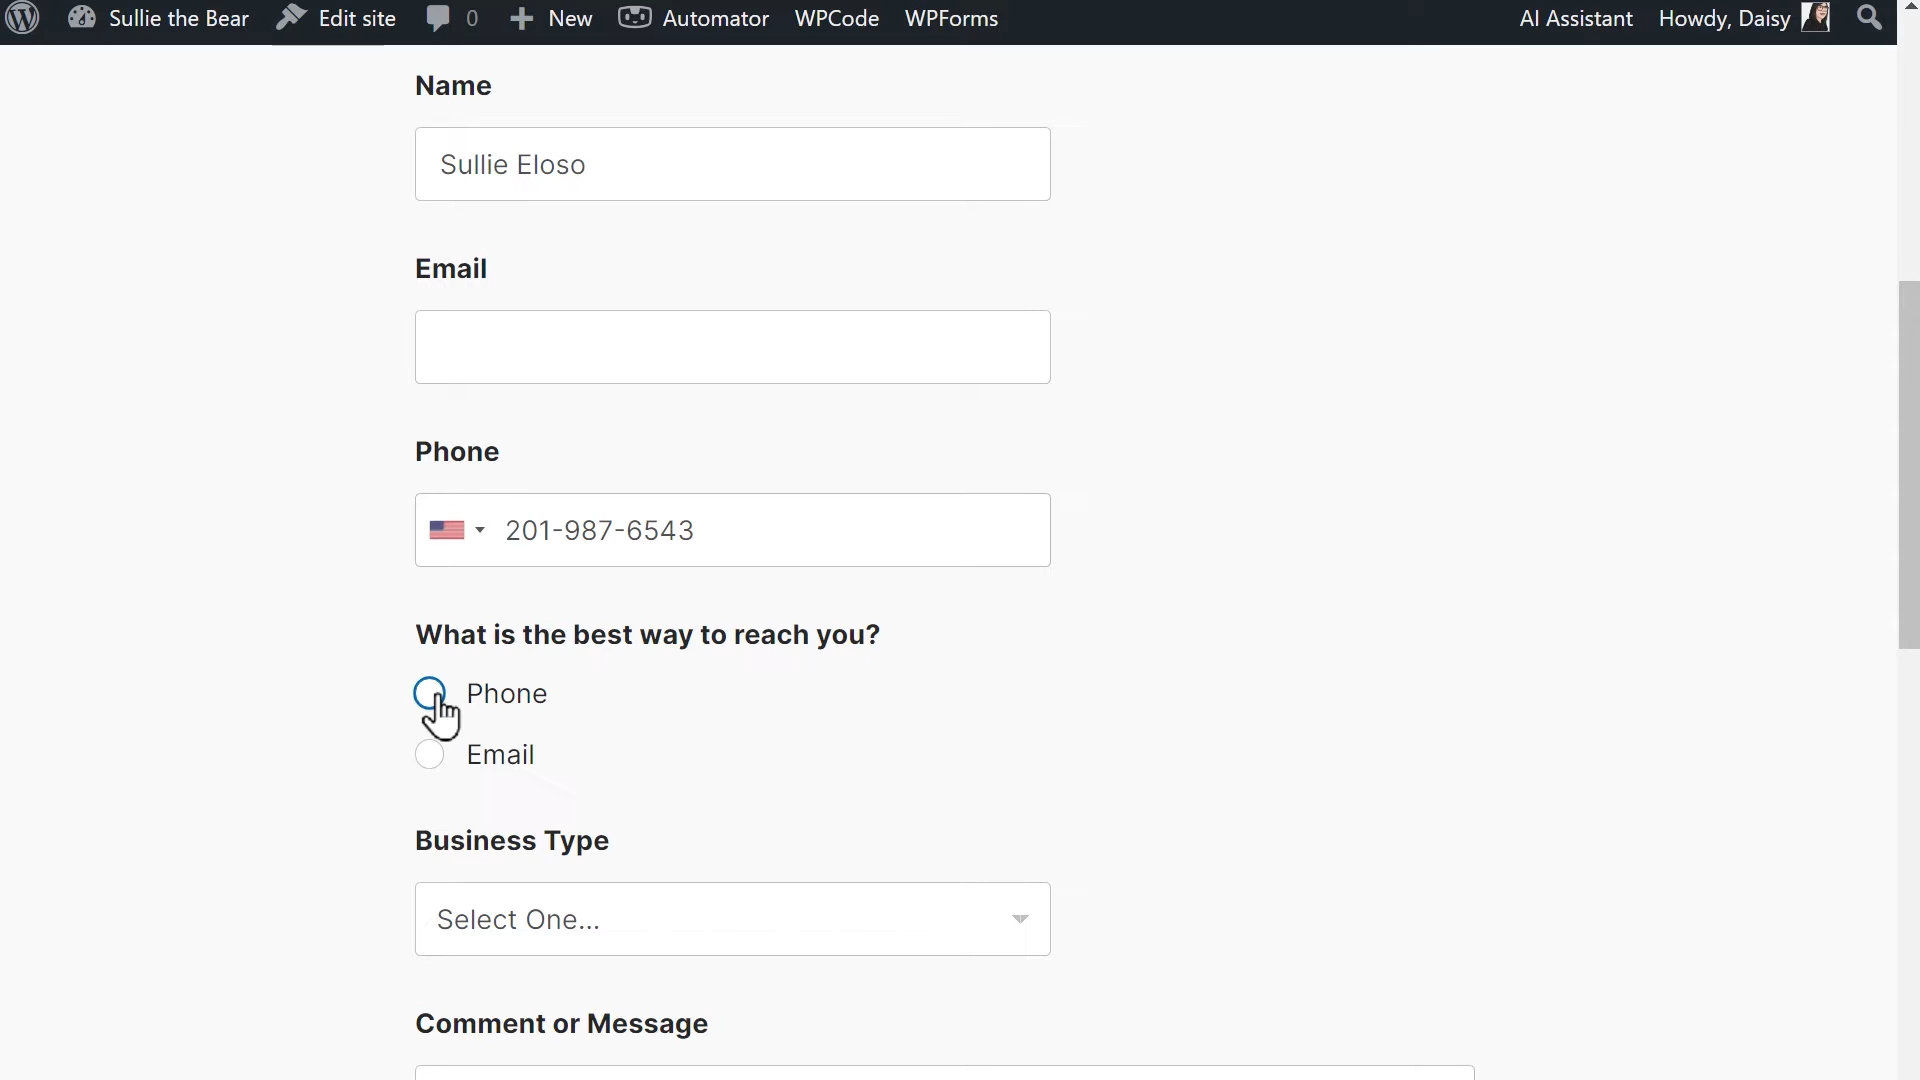 Sullie the Bear Edit site 0 New Automator WPCode WPForms AI Assistant Howdy, Daisy
Name
Sullie Eloso
Email
Phone
201-987-6543
What is the best way to reach you?
Phone
Email
Business Type
Select One...
Comment or Message